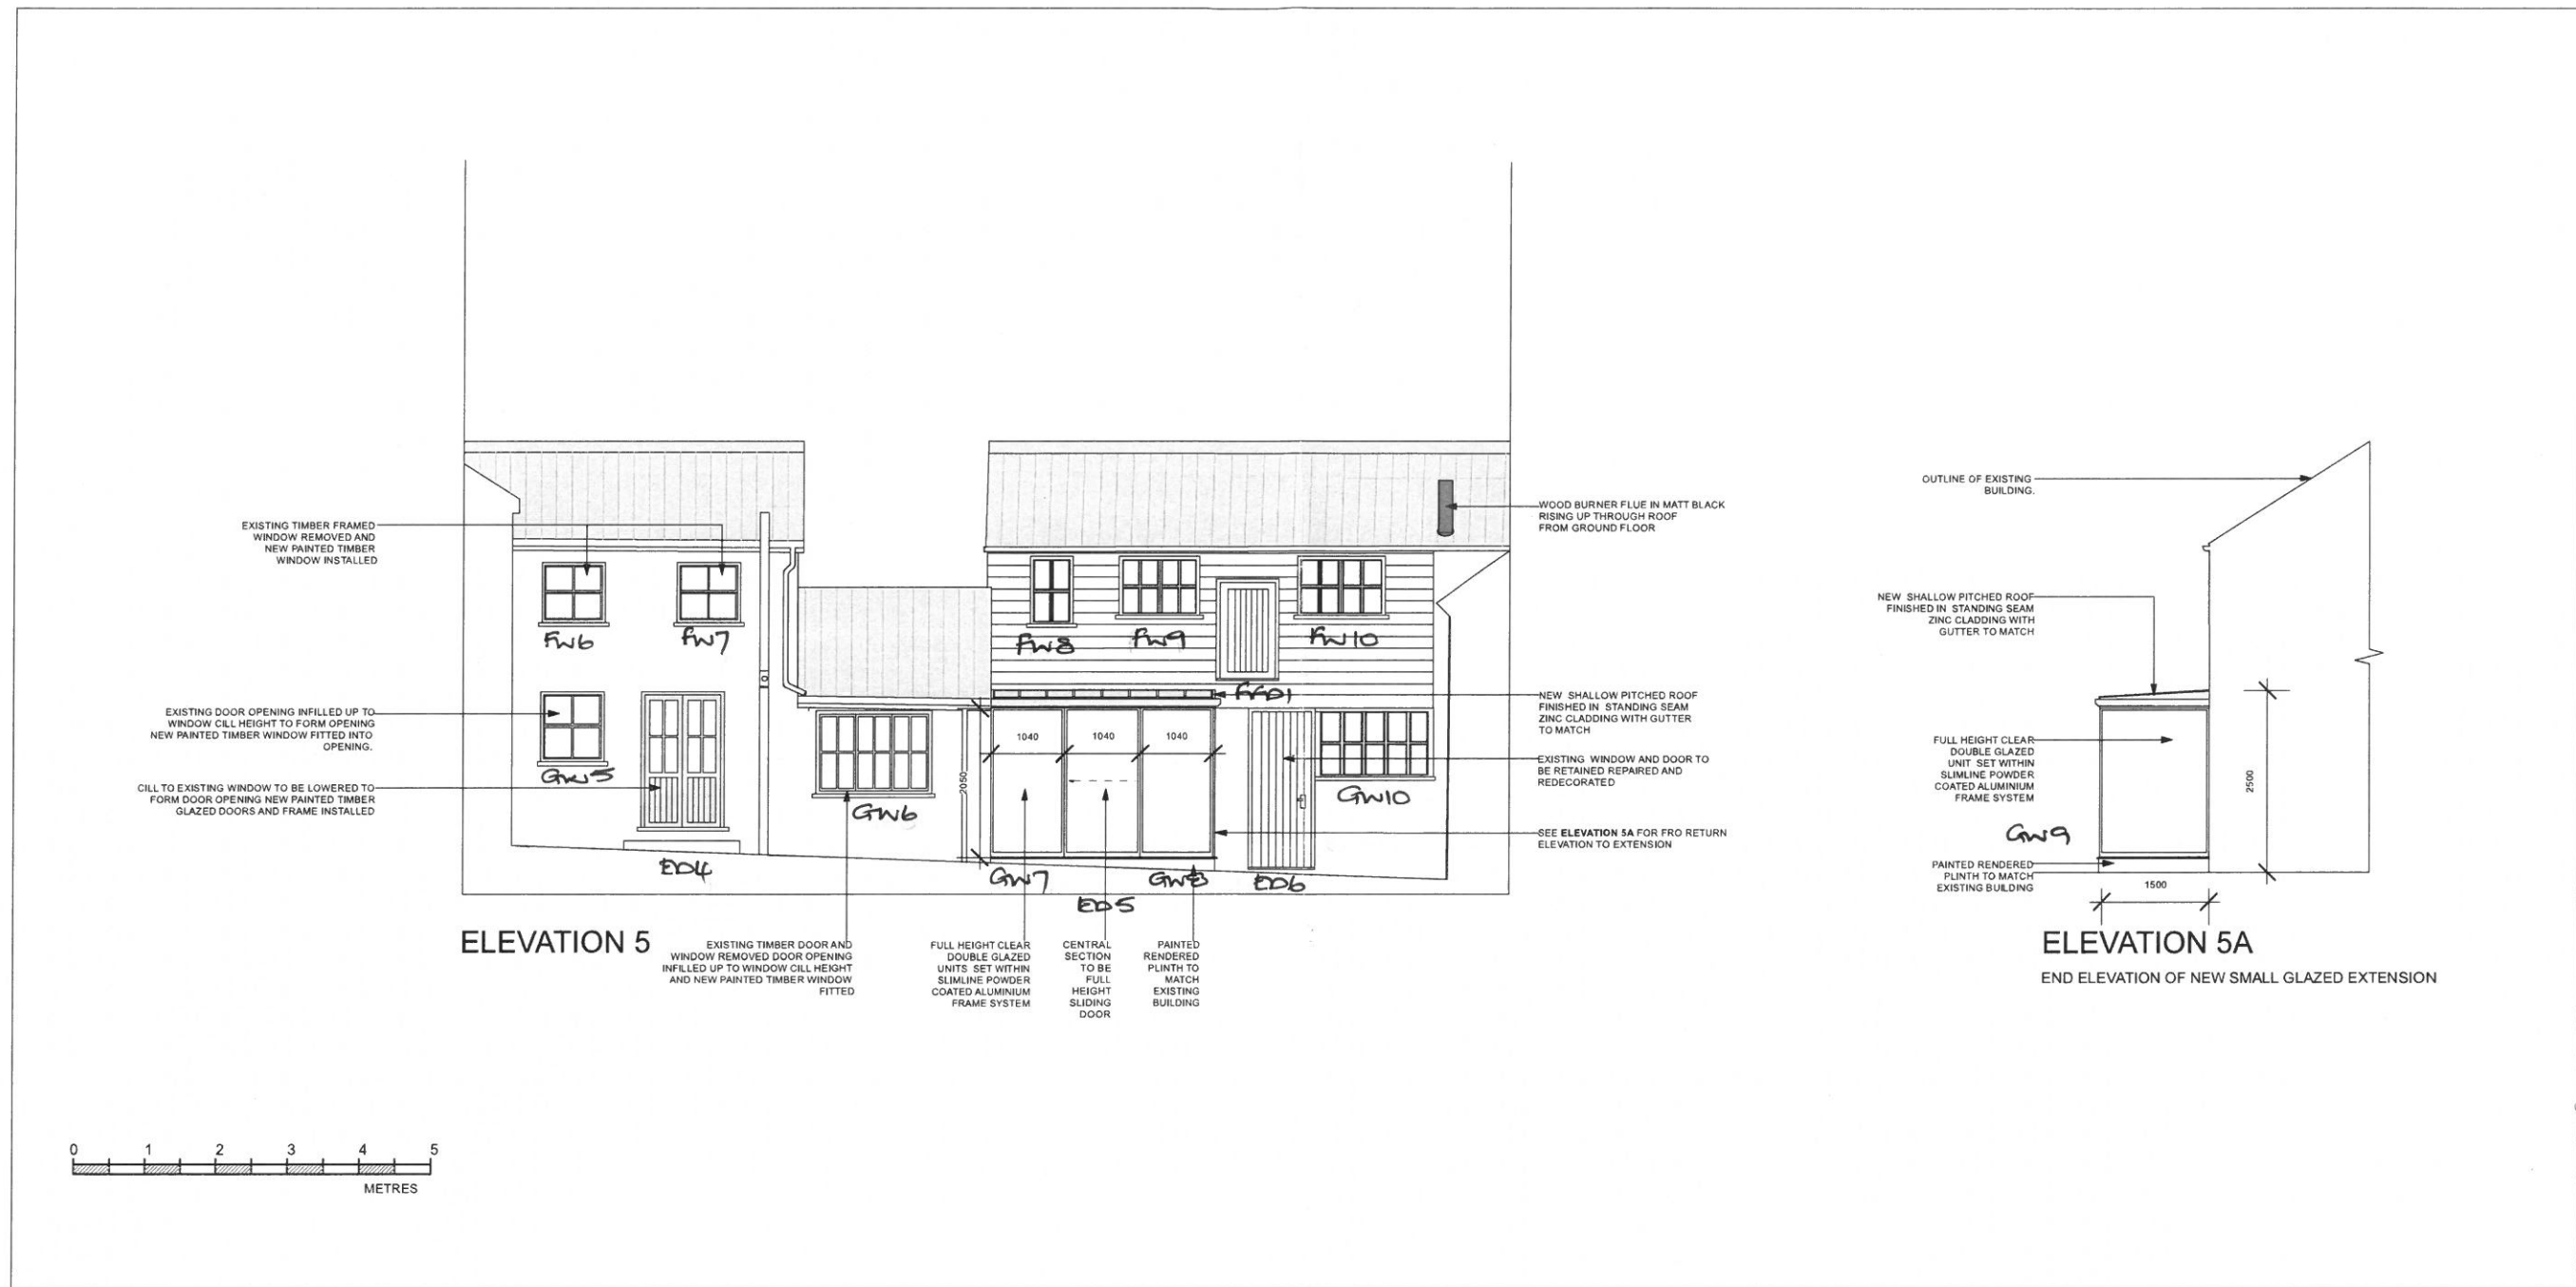 EXISTING TIMBER FRAMED
WINDOW REMOVED AND
NEW PAINTED TIMBER
WINDOW INSTALLED
EXISTING DOOR OPENING INFILLED UP TO
WINDOW CILL HEIGHT TO FORM OPENING
NEW PAINTED TIMBER WINDOW FITTED INTO
OPENING.
CILL TO EXISTING WINDOW TO BE LOWERED TO
FORM DOOR OPENING NEW PAINTED TIMBER
GLAZED DOORS AND FRAME INSTALLED
FW6
FW7
FW8
FW9
FW10
FFD1
GW5
GW6
1040
1040
1040
2050
GW10
ED4
GW7
ED5
GW8
ED6
WOOD BURNER FLUE IN MATT BLACK
RISING UP THROUGH ROOF
FROM GROUND FLOOR
NEW SHALLOW PITCHED ROOF
FINISHED IN STANDING SEAM
ZINC CLADDING WITH GUTTER
TO MATCH
EXISTING WINDOW AND DOOR TO
BE RETAINED REPAIRED AND
REDECORATED
SEE ELEVATION 5A FOR FRO RETURN
ELEVATION TO EXTENSION
ELEVATION 5
EXISTING TIMBER DOOR AND
WINDOW REMOVED DOOR OPENING
INFILLED UP TO WINDOW CILL HEIGHT
AND NEW PAINTED TIMBER WINDOW
FITTED
FULL HEIGHT CLEAR
DOUBLE GLAZED
UNITS SET WITHIN
SLIMLINE POWDER
COATED ALUMINIUM
FRAME SYSTEM
CENTRAL
SECTION
TO BE
FULL
HEIGHT
SLIDING
DOOR
PAINTED
RENDERED
PLINTH TO
MATCH
EXISTING
BUILDING
OUTLINE OF EXISTING
BUILDING.
NEW SHALLOW PITCHED ROOF
FINISHED IN STANDING SEAM
ZINC CLADDING WITH
GUTTER TO MATCH
FULL HEIGHT CLEAR
DOUBLE GLAZED
UNIT SET WITHIN
SLIMLINE POWDER
COATED ALUMINIUM
FRAME SYSTEM
GW9
PAINTED RENDERED
PLINTH TO MATCH
EXISTING BUILDING
2500
1500
ELEVATION 5A
END ELEVATION OF NEW SMALL GLAZED EXTENSION
0 1 2 3 4 5
METRES